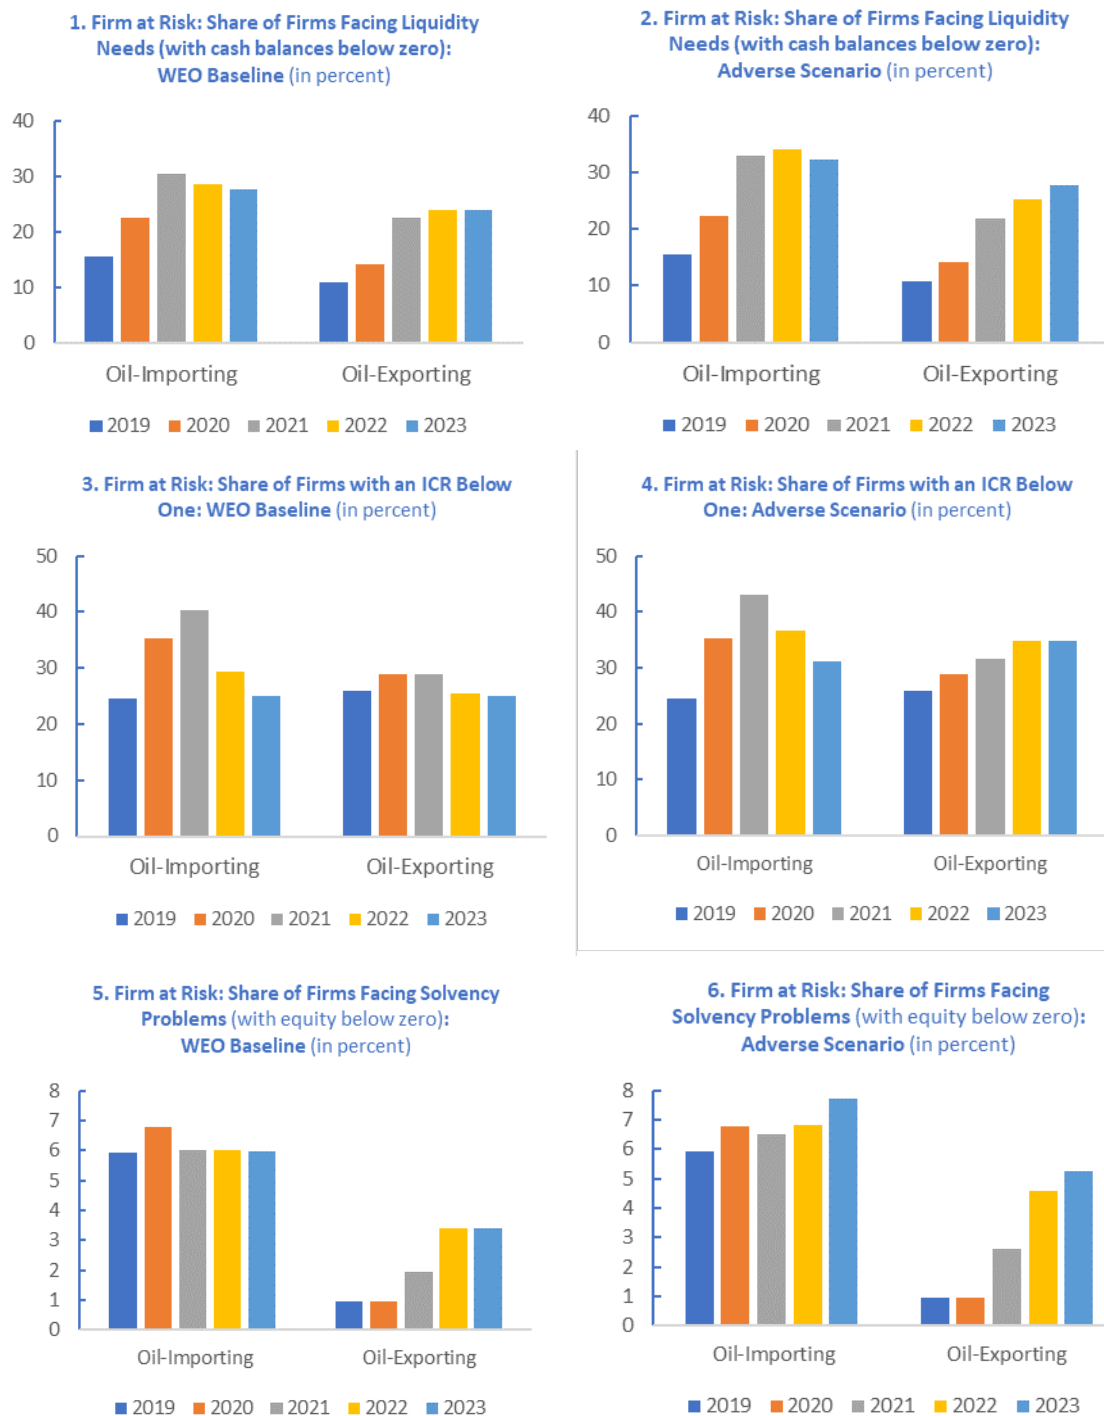 1. Firm at Risk: Share of Firms Facing Liquidity
Needs (with cash balances below zero):
WEO Baseline (in percent)
40
30
20
10
0
Oil-Importing Oil-Exporting
2019 2020 2021 2022 2023
2. Firm at Risk: Share of Firms Facing Liquidity
Needs (with cash balances below zero):
Adverse Scenario (in percent)
40
30
20
10
0
Oil-Importing Oil-Exporting
2019 2020 2021 2022 2023
3. Firm at Risk: Share of Firms with an ICR Below
One: WEO Baseline (in percent)
50
40
30
20
10
0
Oil-Importing Oil-Exporting
2019 2020 2021 2022 2023
4. Firm at Risk: Share of Firms with an ICR Below
One: Adverse Scenario (in percent)
50
40
30
20
10
0
Oil-Importing Oil-Exporting
2019 2020 2021 2022 2023
5. Firm at Risk: Share of Firms Facing Solvency
Problems (with equity below zero):
WEO Baseline (in percent)
8
7
6
5
4
3
2
1
0
Oil-Importing Oil-Exporting
2019 2020 2021 2022 2023
6. Firm at Risk: Share of Firms Facing
Solvency Problems (with equity below zero):
Adverse Scenario (in percent)
8
7
6
5
4
3
2
1
0
Oil-Importing Oil-Exporting
2019 2020 2021 2022 2023